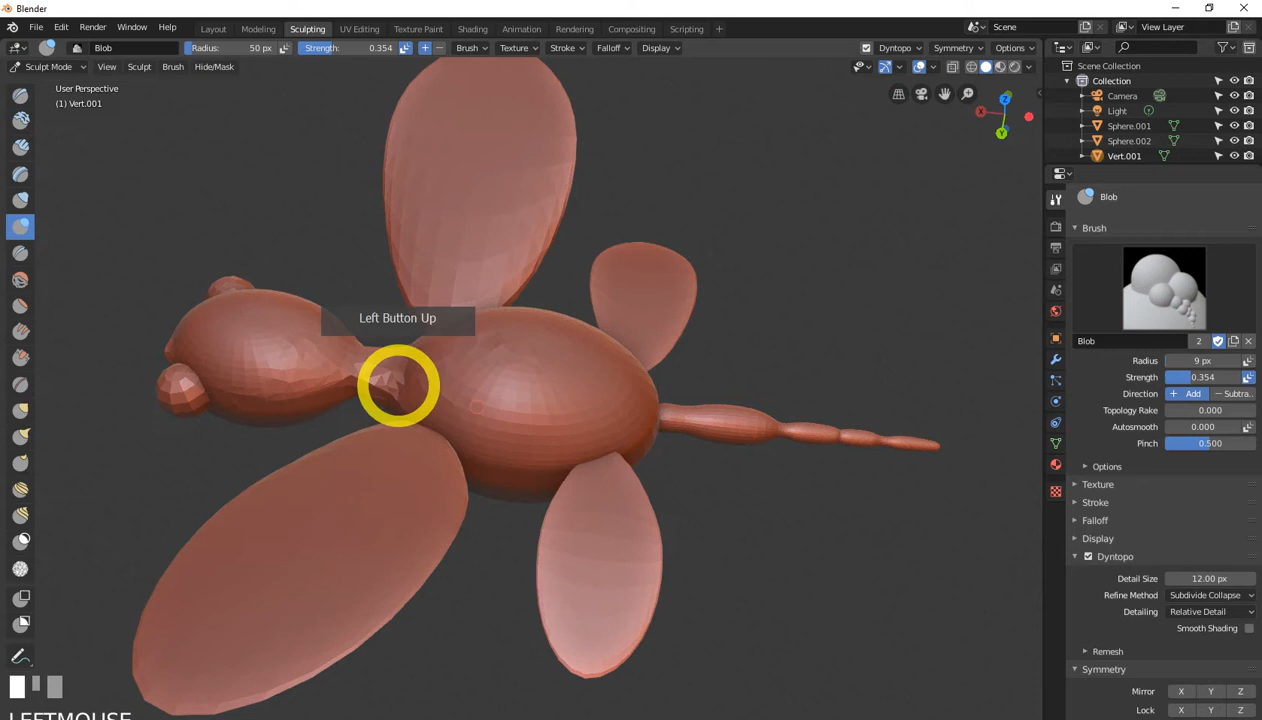 Blender
File Edit Render Window Help
Layout Modeling Sculpting UV Editing Texture Paint Shading Animation Rendering Compositing Scripting
Scene
View Layer
Blob
Radius: 50 px
Strength: 0.354
Brush Texture Stroke Falloff Display
Dyntopo Symmetry Options
Sculpt Mode View Sculpt Brush Hide/Mask
User Perspective
(1) Vert.001
Z
X
Y
Left Button Up
LEFTMOUSE
Scene Collection
Collection
Camera
Light
Sphere.001
Sphere.002
Vert.001
Blob
Brush
Blob 2
Radius 9 px
Strength 0.354
Direction + Add − Subtra..
Topology Rake 0.000
Autosmooth 0.000
Pinch 0.500
Options
Texture
Stroke
Falloff
Display
Dyntopo
Detail Size 12.00 px
Refine Method Subdivide Collapse
Detailing Relative Detail
Smooth Shading
Remesh
Symmetry
Mirror X Y Z
Lock X Y Z